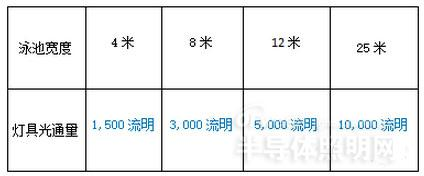 泳池宽度 4 米 8 米 12 米 25 米
灯具光通量 1,500 流明 3,000 流明 5,000 流明 10,000 流明
半导体照明网